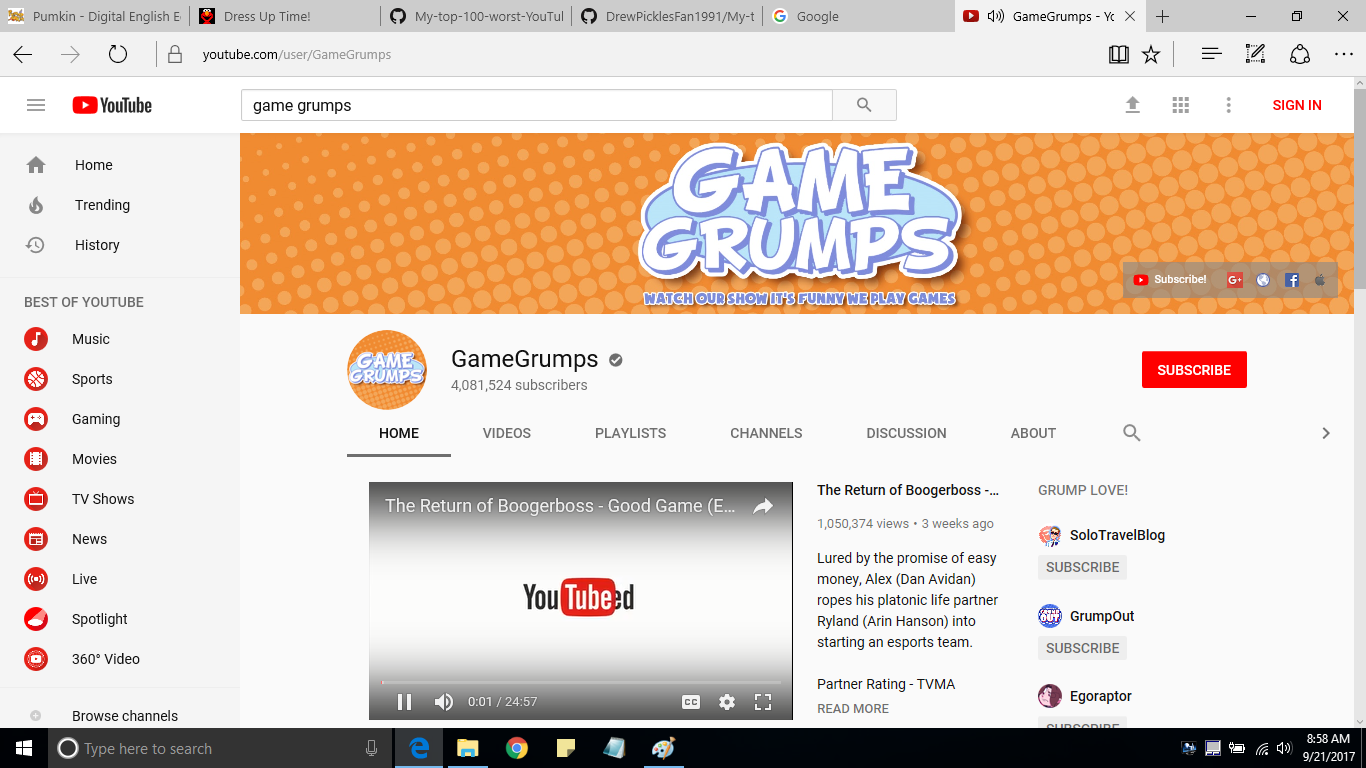 Pumkin - Digital English E
Dress Up Time!
My-top-100-worst-YouTul
DrewPicklesFan1991/My-t
Google
GameGrumps - Yo
youtube.com/user/GameGrumps
YouTube
game grumps
SIGN IN
Home
Trending
History
BEST OF YOUTUBE
Music
Sports
Gaming
Movies
TV Shows
News
Live
Spotlight
360° Video
Browse channels
GAME
GRUMPS
WATCH OUR SHOW IT'S FUNNY WE PLAY GAMES
Subscribe!
GAME
GRUMPS
GameGrumps
4,081,524 subscribers
SUBSCRIBE
HOME
VIDEOS
PLAYLISTS
CHANNELS
DISCUSSION
ABOUT
The Return of Boogerboss - Good Game (E...
YouTubeed
0:01 / 24:57
CC
The Return of Boogerboss -...
1,050,374 views • 3 weeks ago
Lured by the promise of easy
money, Alex (Dan Avidan)
ropes his platonic life partner
Ryland (Arin Hanson) into
starting an esports team.
Partner Rating - TVMA
READ MORE
GRUMP LOVE!
SoloTravelBlog
SUBSCRIBE
GrumpOut
SUBSCRIBE
Egoraptor
SUBSCRIBE
Type here to search
8:58 AM
9/21/2017